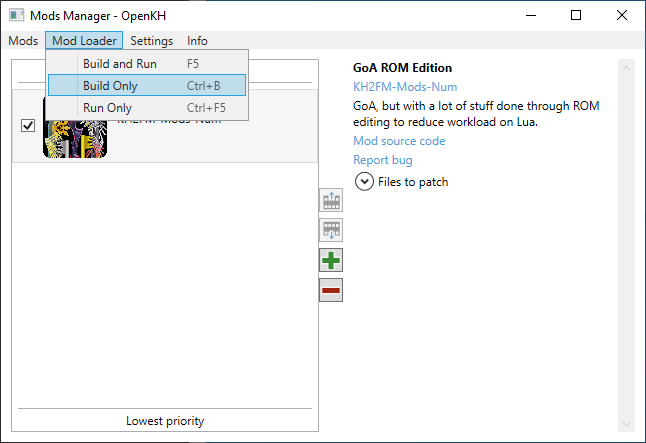 Mods Manager - OpenKH
Mods Mod Loader Settings Info
Build and Run F5
Build Only Ctrl+B
Run Only Ctrl+F5
KH2FM-Mods-Num
Lowest priority
GoA ROM Edition
KH2FM-Mods-Num
GoA, but with a lot of stuff done through ROM
editing to reduce workload on Lua.
Mod source code
Report bug
Files to patch